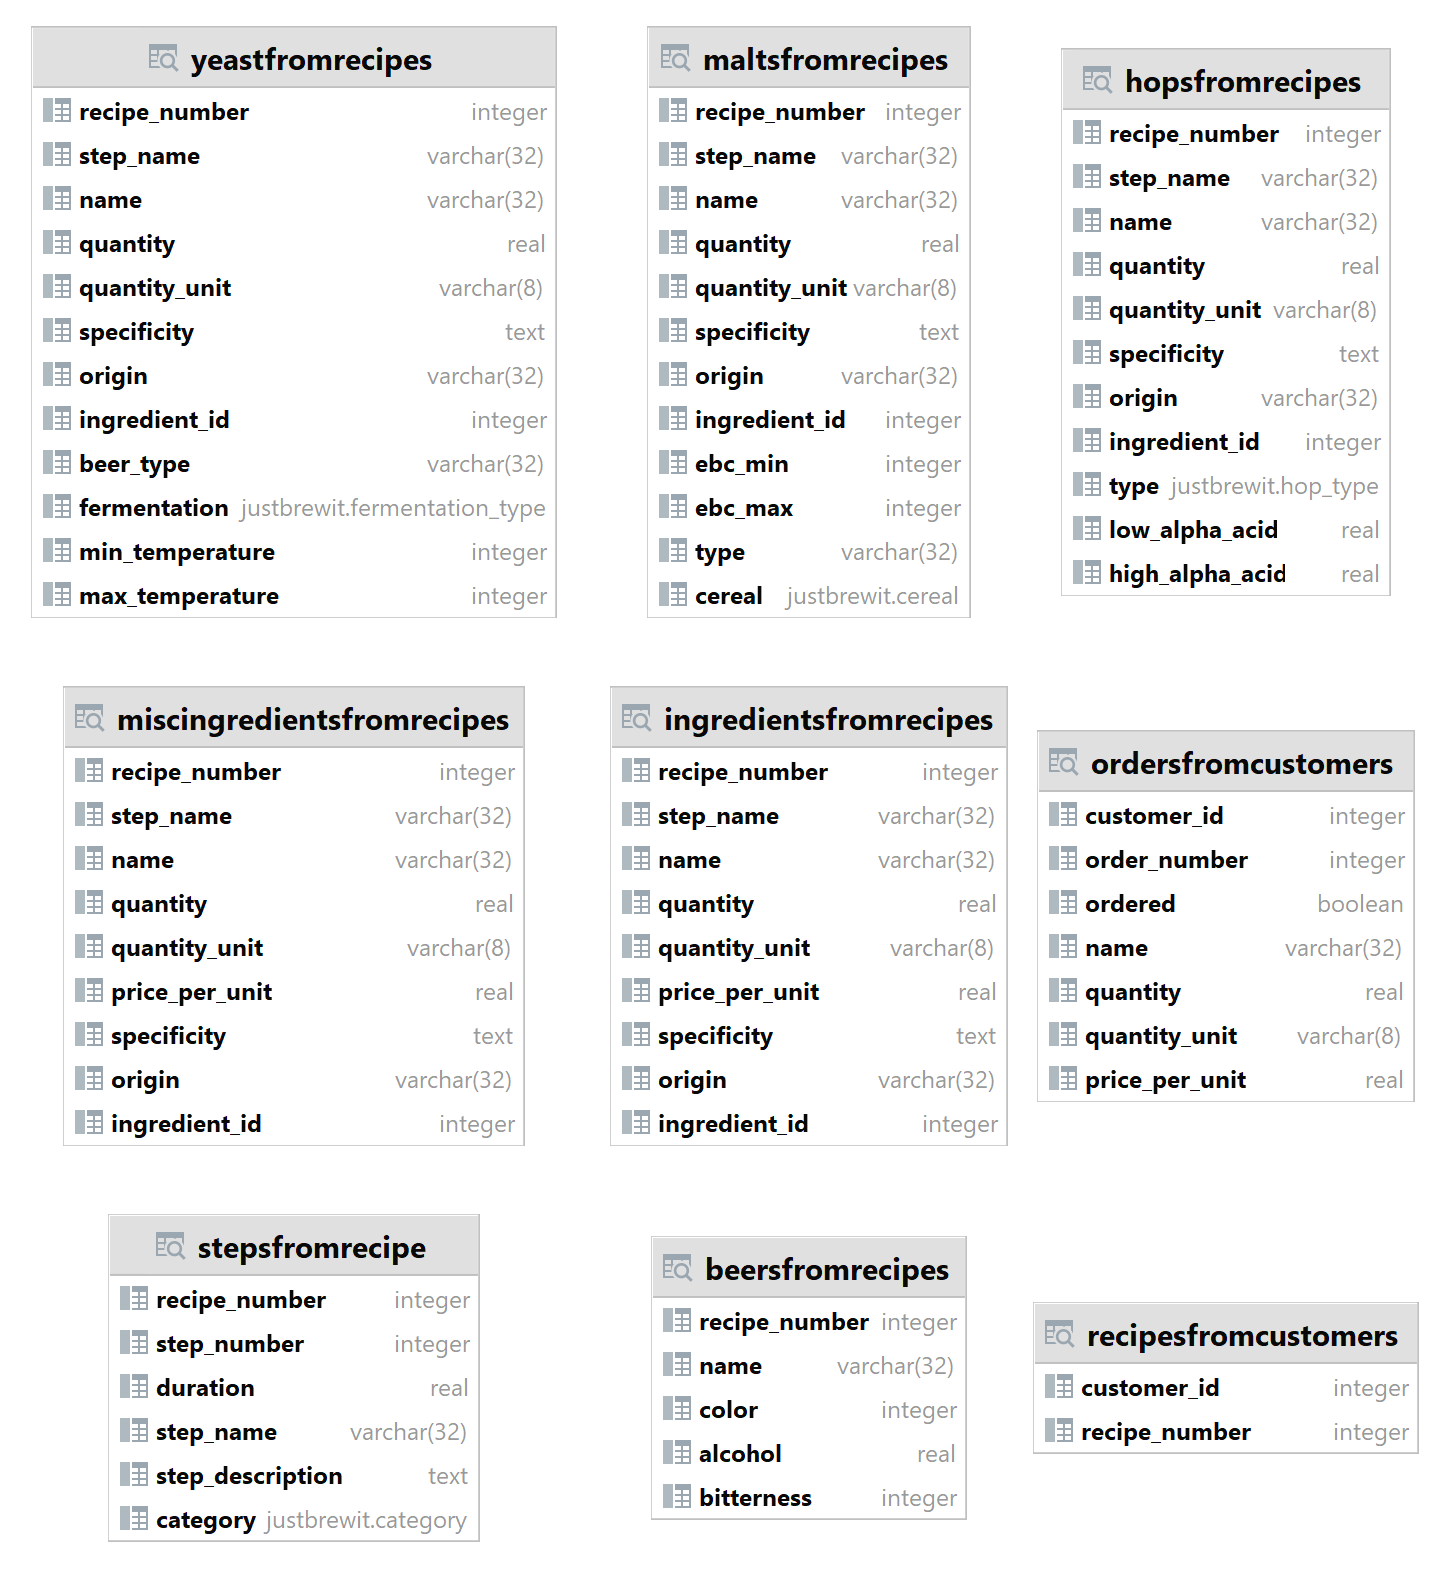 yeastfromrecipes
recipe_number integer
step_name varchar(32)
name varchar(32)
quantity real
quantity_unit varchar(8)
specificity text
origin varchar(32)
ingredient_id integer
beer_type varchar(32)
fermentation justbrewit.fermentation_type
min_temperature integer
max_temperature integer
maltsfromrecipes
recipe_number integer
step_name varchar(32)
name varchar(32)
quantity real
quantity_unit varchar(8)
specificity text
origin varchar(32)
ingredient_id integer
ebc_min integer
ebc_max integer
type varchar(32)
cereal justbrewit.cereal
hopsfromrecipes
recipe_number integer
step_name varchar(32)
name varchar(32)
quantity real
quantity_unit varchar(8)
specificity text
origin varchar(32)
ingredient_id integer
type justbrewit.hop_type
low_alpha_acid real
high_alpha_acid real
miscingredientsfromrecipes
recipe_number integer
step_name varchar(32)
name varchar(32)
quantity real
quantity_unit varchar(8)
price_per_unit real
specificity text
origin varchar(32)
ingredient_id integer
ingredientsfromrecipes
recipe_number integer
step_name varchar(32)
name varchar(32)
quantity real
quantity_unit varchar(8)
price_per_unit real
specificity text
origin varchar(32)
ingredient_id integer
ordersfromcustomers
customer_id integer
order_number integer
ordered boolean
name varchar(32)
quantity real
quantity_unit varchar(8)
price_per_unit real
stepsfromrecipe
recipe_number integer
step_number integer
duration real
step_name varchar(32)
step_description text
category justbrewit.category
beersfromrecipes
recipe_number integer
name varchar(32)
color integer
alcohol real
bitterness integer
recipesfromcustomers
customer_id integer
recipe_number integer